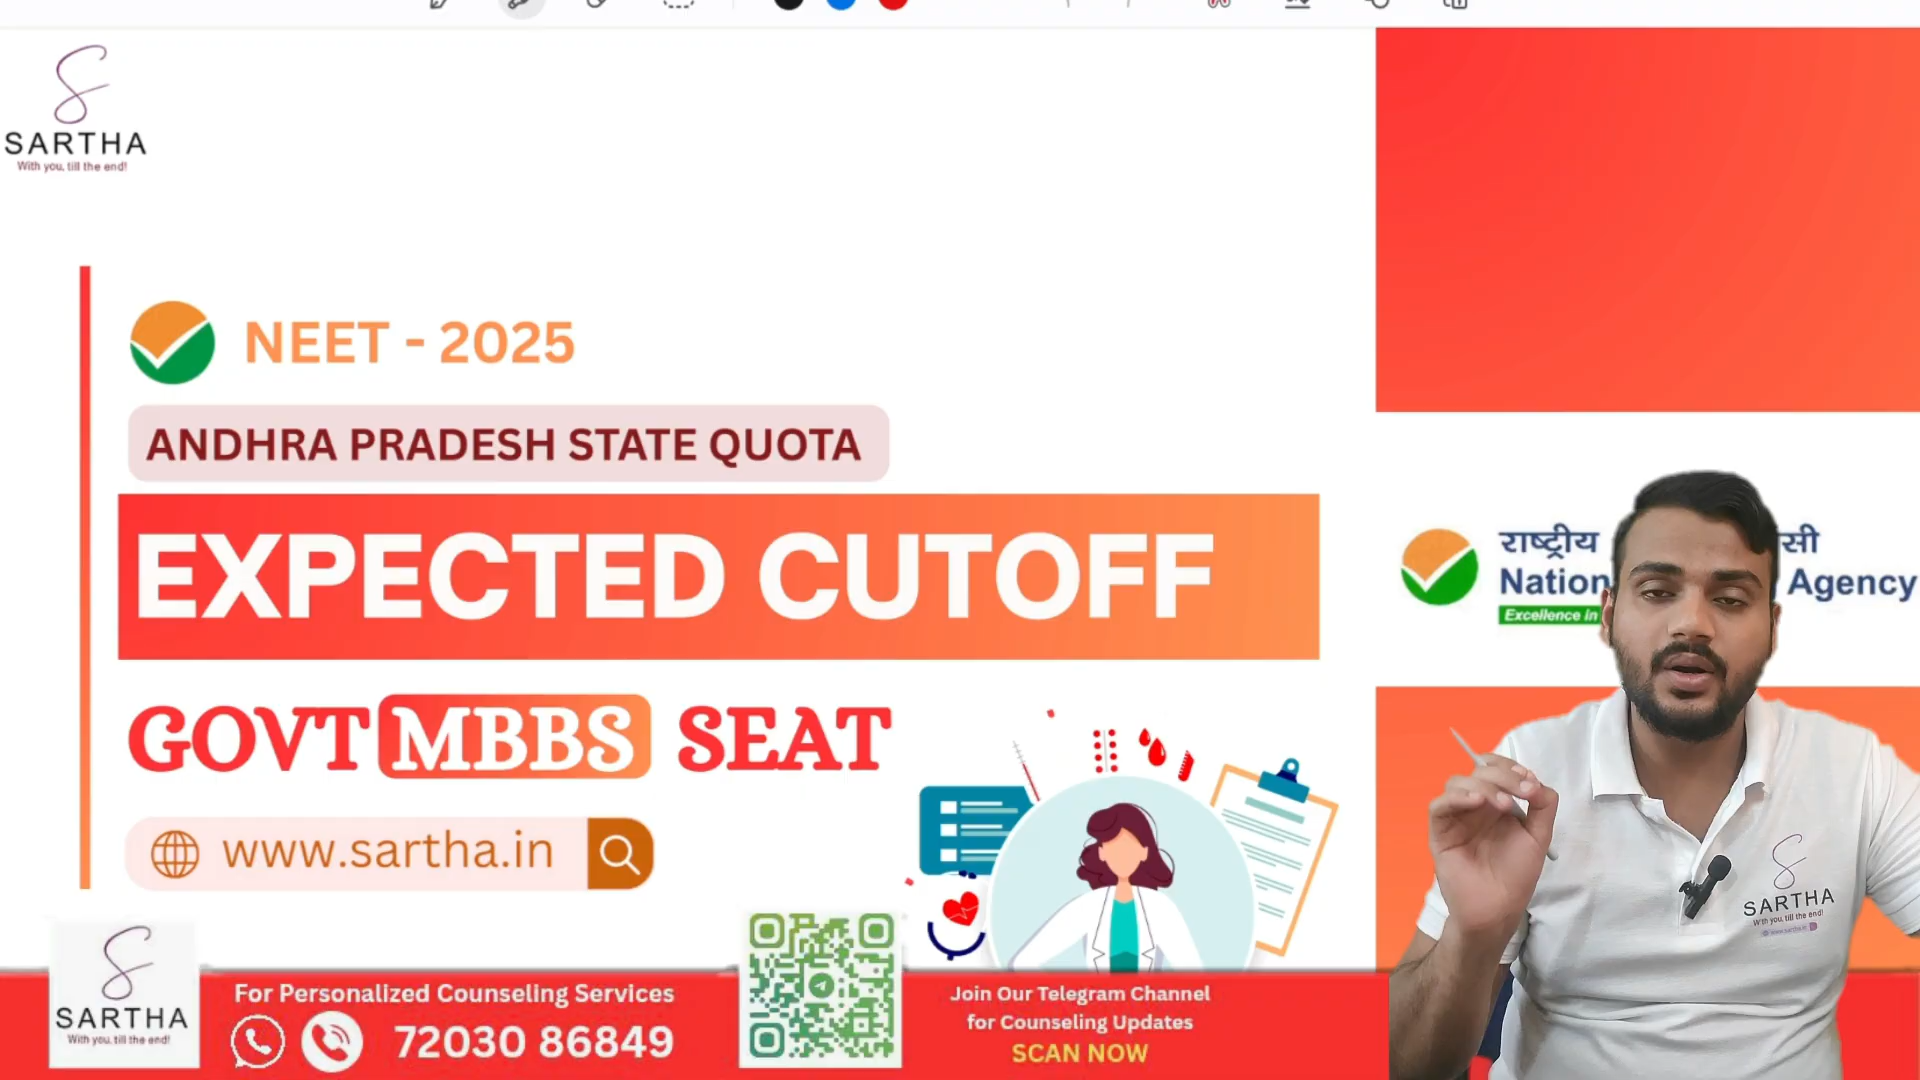 SARTHA
With you, till the end!
NEET - 2025
ANDHRA PRADESH STATE QUOTA
EXPECTED CUTOFF
GOVT MBBS SEAT
www.sartha.in
राष्ट्रीय सी
Nation Agency
Excellence in
SARTHA
With you, till the end!
SARTHA
With you, till the end!
For Personalized Counseling Services
72030 86849
Join Our Telegram Channel
for Counseling Updates
SCAN NOW